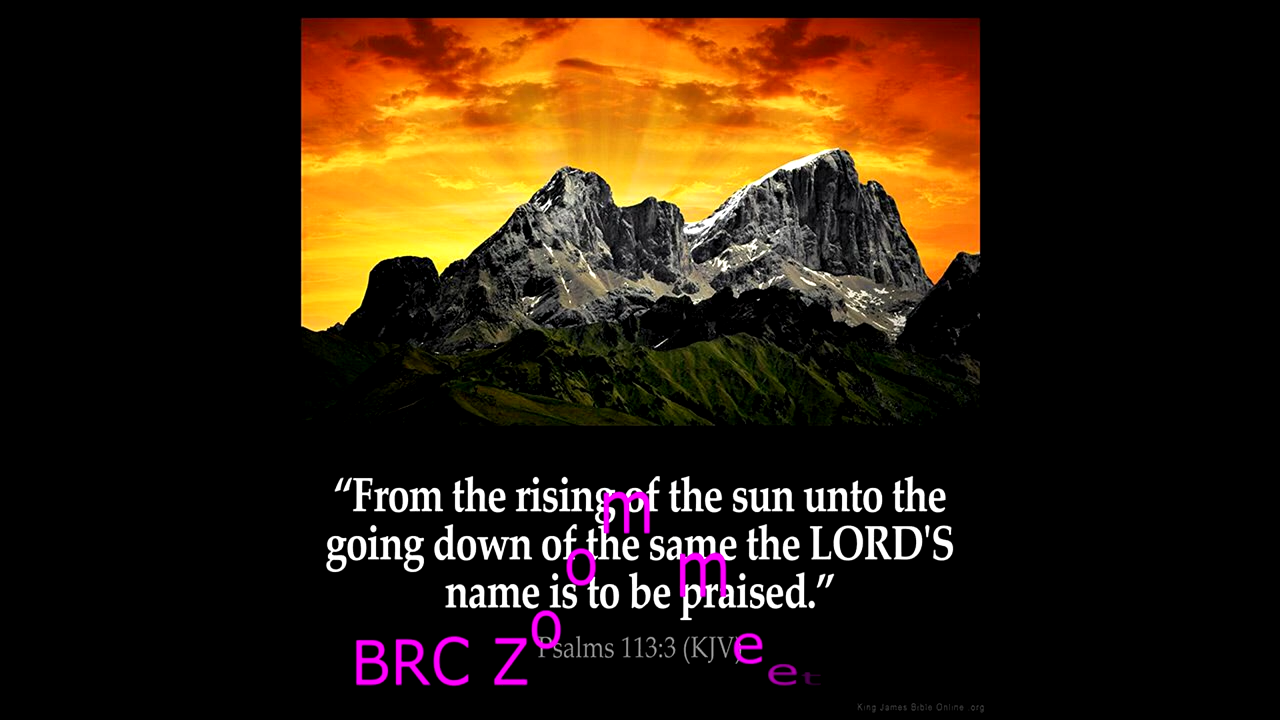 “From the rising of the sun unto the
going down of the same the LORD'S
name is to be praised.”
Psalms 113:3 (KJV)
BRC Zoom meet
King James Bible Online .org